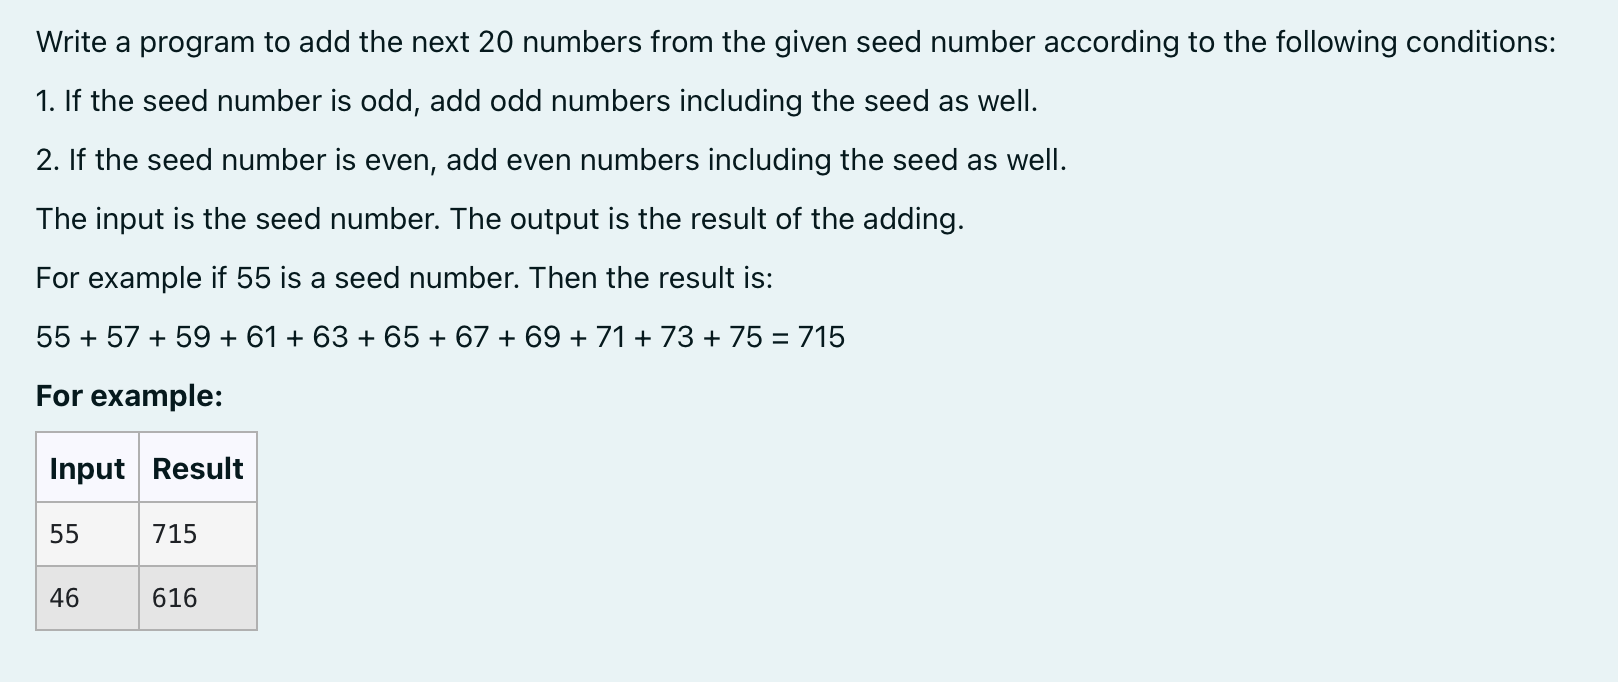 Write a program to add the next 20 numbers from the given seed number according to the following conditions:
1. If the seed number is odd, add odd numbers including the seed as well.
2. If the seed number is even, add even numbers including the seed as well.
The input is the seed number. The output is the result of the adding.
For example if 55 is a seed number. Then the result is:
55 + 57 + 59 + 61 + 63 + 65 + 67 + 69 + 71 + 73 + 75 = 715
For example:
Input Result
55 715
46 616